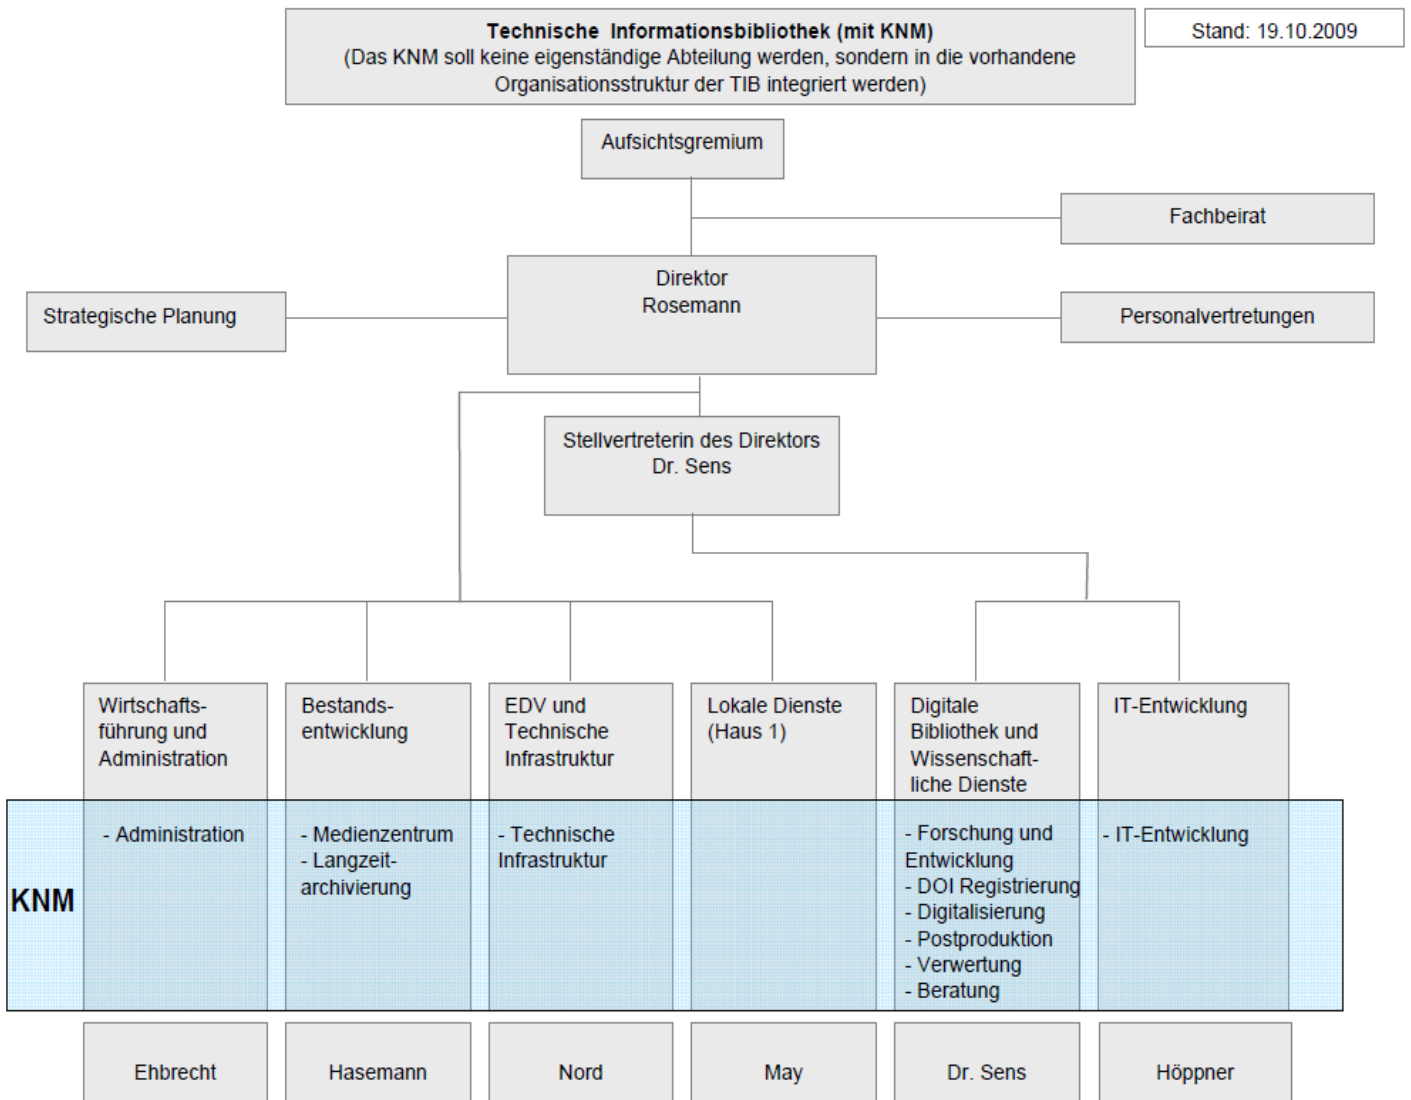 Technische Informationsbibliothek (mit KNM)
(Das KNM soll keine eigenständige Abteilung werden, sondern in die vorhandene
Organisationsstruktur der TIB integriert werden)
Stand: 19.10.2009
Aufsichtsgremium
Fachbeirat
Direktor
Rosemann
Strategische Planung
Personalvertretungen
Stellvertreterin des Direktors
Dr. Sens
Wirtschafts-
führung und
Administration
Bestands-
entwicklung
EDV und
Technische
Infrastruktur
Lokale Dienste
(Haus 1)
Digitale
Bibliothek und
Wissenschaft-
liche Dienste
IT-Entwicklung
KNM
- Administration
- Medienzentrum
- Langzeit-
archivierung
- Technische
Infrastruktur
- Forschung und
Entwicklung
- DOI Registrierung
- Digitalisierung
- Postproduktion
- Verwertung
- Beratung
- IT-Entwicklung
Ehbrecht
Hasemann
Nord
May
Dr. Sens
Höppner